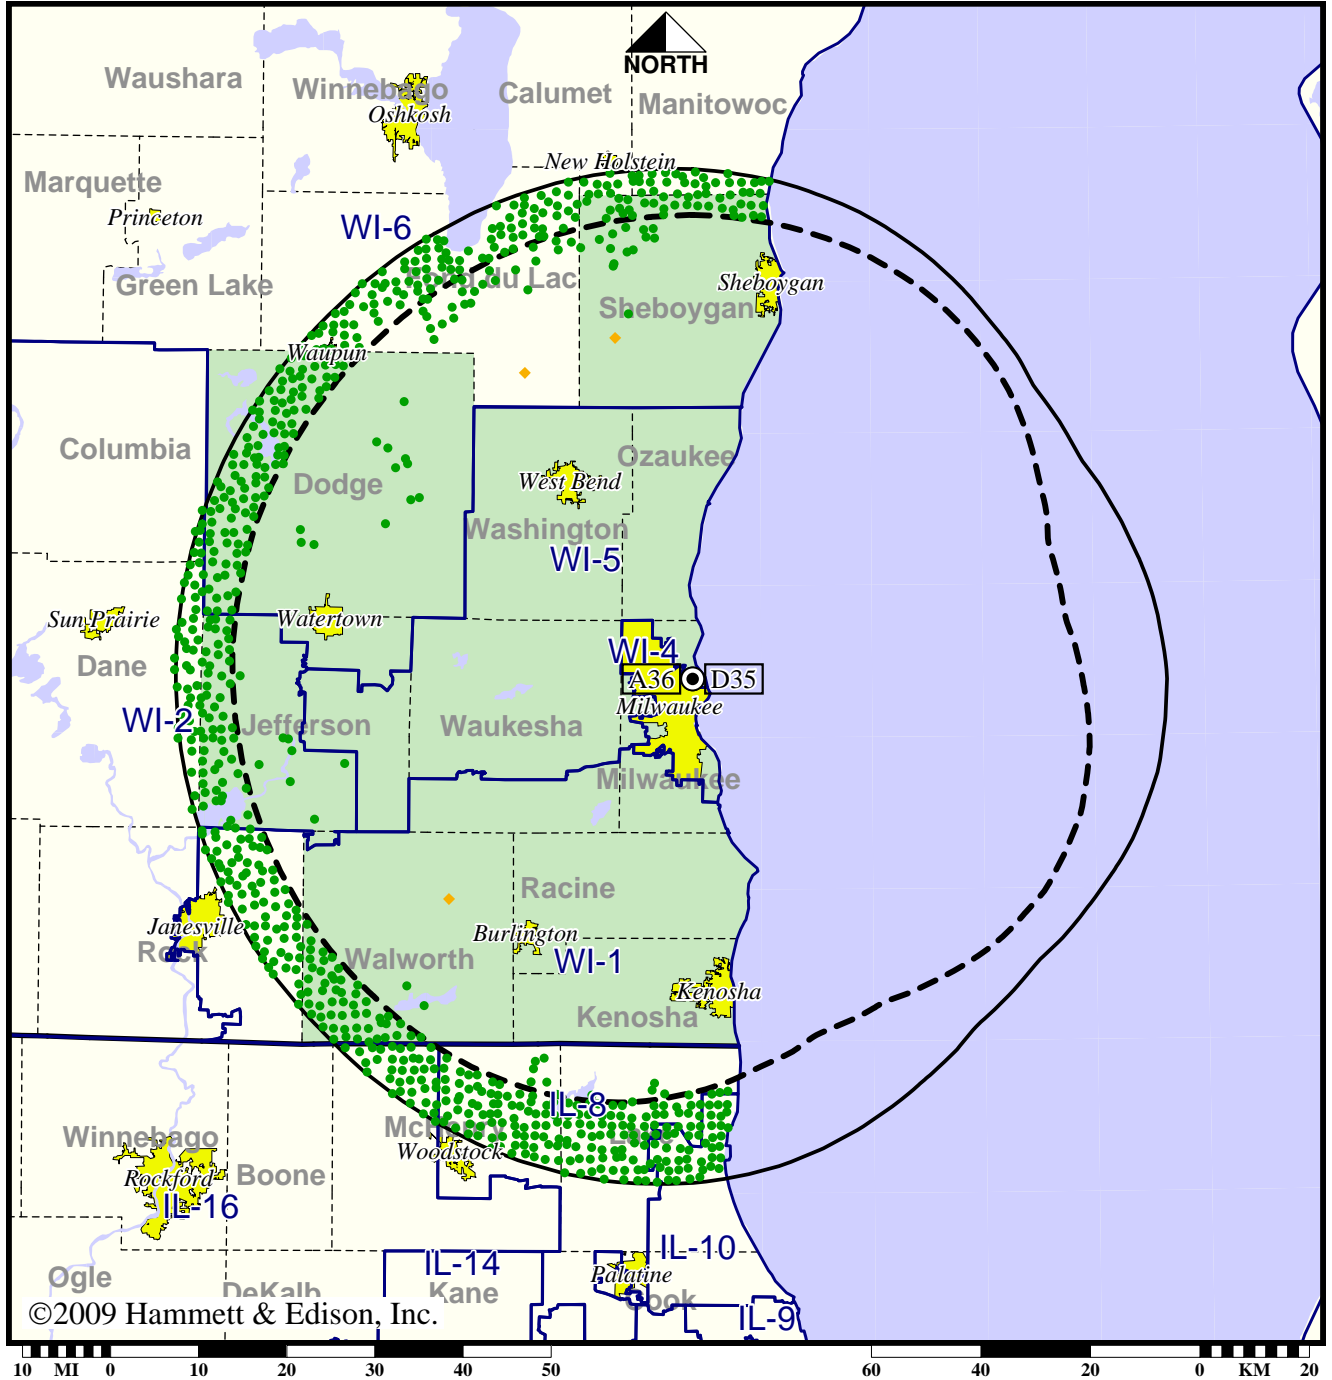 NORTH
Waushara
Winnebago
Calumet
Manitowoc
Oshkosh
New Holstein
Marquette
Princeton
WI-6
Green Lake
Fond du Lac
Sheboygan
Sheboygan
Waupun
Columbia
Dodge
Ozaukee
West Bend
Washington
WI-5
Sun Prairie
Watertown
WI-4
Dane
A36
D35
Milwaukee
WI-2
Jefferson
Waukesha
Milwaukee
Racine
Janesville
Burlington
Rock
Walworth
WI-1
Kenosha
Kenosha
IL-8
Winnebago
McHenry
Lake
Woodstock
Boone
Rockford
IL-16
IL-10
IL-14
Ogle
Palatine
DeKalb
Kane
Cook
©2009 Hammett & Edison, Inc.
IL-9
10 MI 0 10 20 30 40 50 60 40 20 0 KM 20